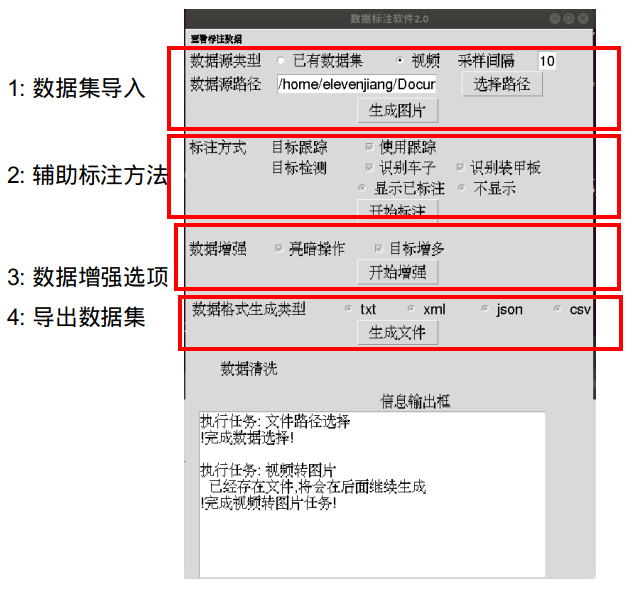 数据标注软件2.0
查看标注数据
数据源类型 已有数据集 视频 采样间隔 10
1: 数据集导入
数据源路径 /home/elevenjiang/Docur 选择路径
生成图片
标注方式 目标跟踪 使用跟踪
2: 辅助标注方法
目标检测 识别车子 识别装甲板
显示已标注 不显示
开始标注
数据增强 亮暗操作 目标增多
3: 数据增强选项
开始增强
4: 导出数据集
数据格式生成类型 txt xml json csv
生成文件
数据清洗
信息输出框
执行任务: 文件路径选择
!完成数据选择!
执行任务: 视频转图片
已经存在文件,将会在后面继续生成
!完成视频转图片任务!